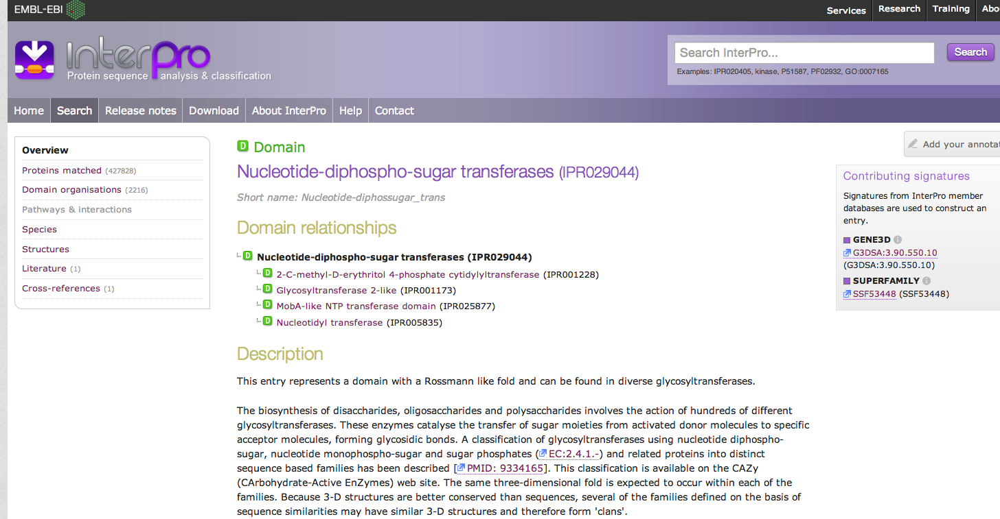 EMBL-EBI
Services Research Training Abo
InterPro
Protein sequence analysis & classification
Search InterPro...
Search
Examples: IPR020405, kinase, P51587, PF02932, GO:0007165
Home Search Release notes Download About InterPro Help Contact
Overview
Proteins matched (427828)
Domain organisations (2216)
Pathways & interactions
Species
Structures
Literature (1)
Cross-references (1)
D Domain
Nucleotide-diphospho-sugar transferases (IPR029044)
Short name: Nucleotide-diphossugar_trans
Domain relationships
D Nucleotide-diphospho-sugar transferases (IPR029044)
D 2-C-methyl-D-erythritol 4-phosphate cytidylyltransferase (IPR001228)
D Glycosyltransferase 2-like (IPR001173)
D MobA-like NTP transferase domain (IPR025877)
D Nucleotidyl transferase (IPR005835)
Description
This entry represents a domain with a Rossmann like fold and can be found in diverse glycosyltransferases.
The biosynthesis of disaccharides, oligosaccharides and polysaccharides involves the action of hundreds of different
glycosyltransferases. These enzymes catalyse the transfer of sugar moieties from activated donor molecules to specific
acceptor molecules, forming glycosidic bonds. A classification of glycosyltransferases using nucleotide diphospho-
sugar, nucleotide monophospho-sugar and sugar phosphates (EC:2.4.1.-) and related proteins into distinct
sequence based families has been described [PMID: 9334165]. This classification is available on the CAZy
(CArbohydrate-Active EnZymes) web site. The same three-dimensional fold is expected to occur within each of the
families. Because 3-D structures are better conserved than sequences, several of the families defined on the basis of
sequence similarities may have similar 3-D structures and therefore form 'clans'.
Add your annotat
Contributing signatures
Signatures from InterPro member
databases are used to construct an
entry.
GENE3D i
G3DSA:3.90.550.10
(G3DSA:3.90.550.10)
SUPERFAMILY i
SSF53448 (SSF53448)